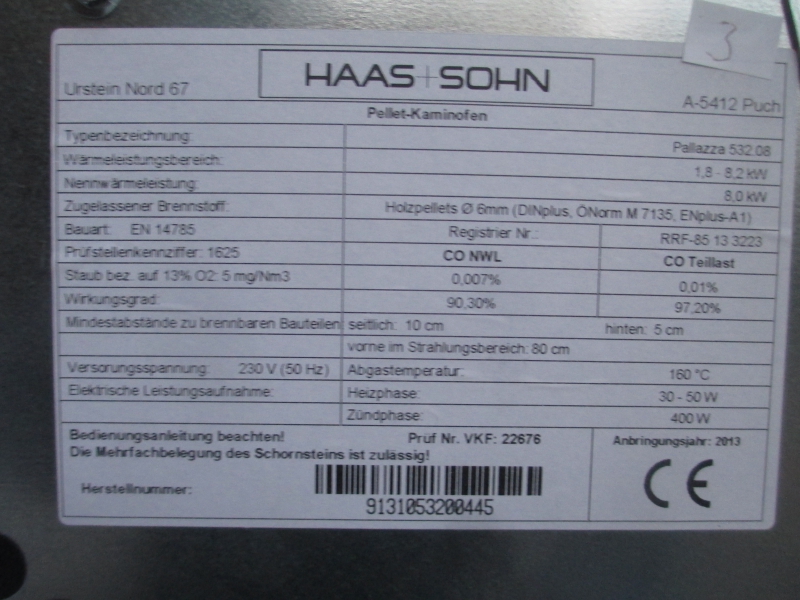 3
HAAS+SOHN
Urstein Nord 67
A-5412 Puch
Pellet-Kaminofen
Typenbezeichnung: Pallazza 532.08
Wärmeleistungsbereich: 1,8 - 8,2 kW
Nennwärmeleistung: 8,0 kW
Zugelassener Brennstoff: Holzpellets Ø 6mm (DINplus, ÖNorm M 7135, ENplus-A1)
Bauart: EN 14785 Registrier Nr.: RRF-85 13 3223
Prüfstellenkennziffer: 1625 CO NWL CO Teillast
Staub bez. auf 13% O2: 5 mg/Nm3 0,007% 0,01%
Wirkungsgrad: 90,30% 97,20%
Mindestabstände zu brennbaren Bauteilen seitlich: 10 cm hinten: 5 cm
vorne im Strahlungsbereich: 80 cm
Versorungsspannung: 230 V (50 Hz) Abgastemperatur: 160 °C
Elektrische Leistungsaufnahme: Heizphase: 30 - 50 W
Zündphase: 400 W
Bedienungsanleitung beachten! Prüf Nr. VKF: 22676 Anbringungsjahr: 2013
Die Mehrfachbelegung des Schornsteins ist zulässig!
Herstellnummer: CE
9131053200445